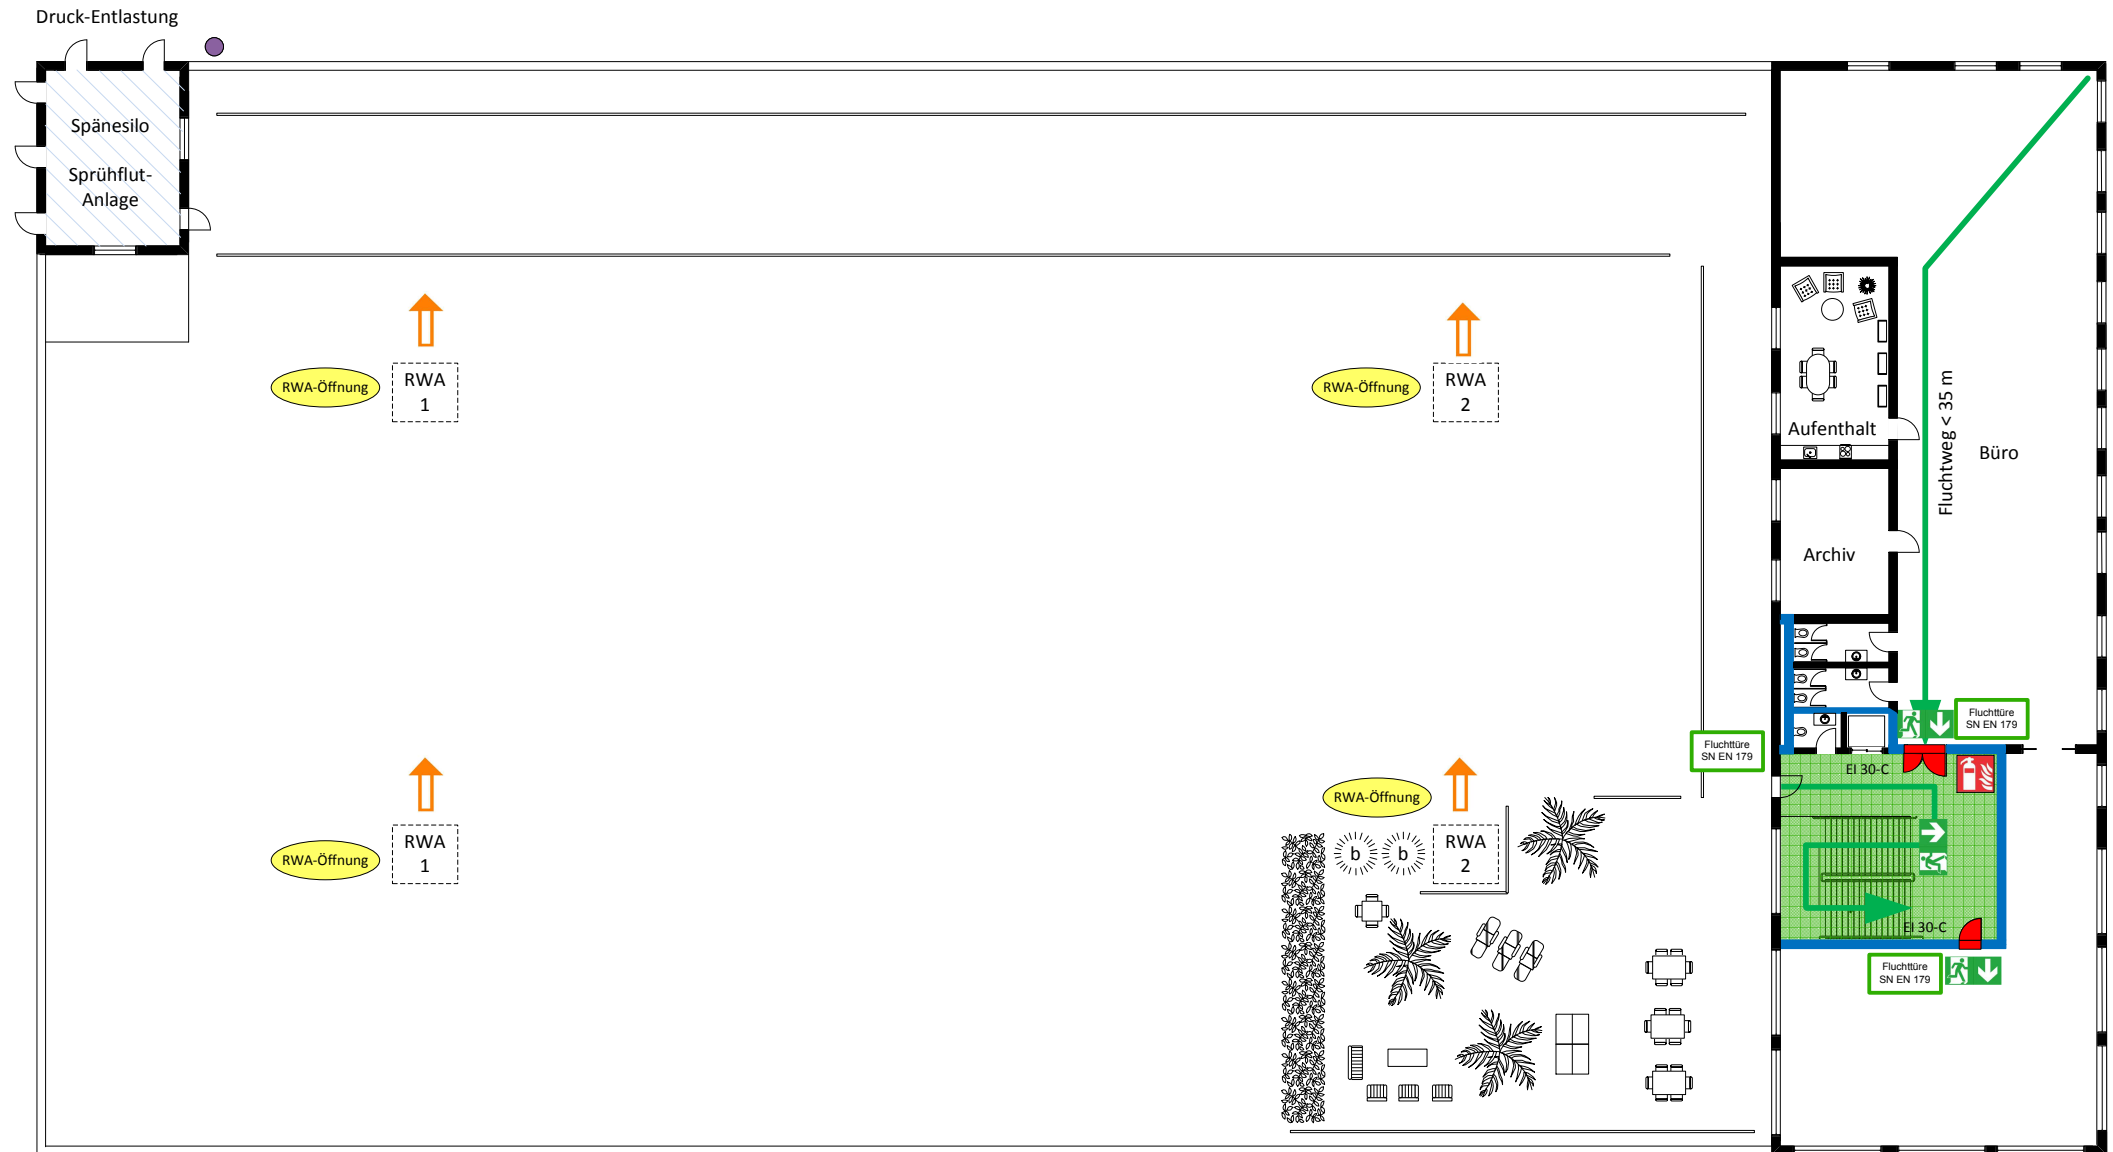 Druck-Entlastung
Spänesilo
Sprühflut-
Anlage
RWA-Öffnung
RWA
1
RWA-Öffnung
RWA
2
Aufenthalt
Fluchtweg < 35 m
Büro
Archiv
Fluchttüre
SN EN 179
Fluchttüre
SN EN 179
EI 30-C
RWA-Öffnung
RWA
1
RWA-Öffnung
b
b
RWA
2
EI 30-C
Fluchttüre
SN EN 179